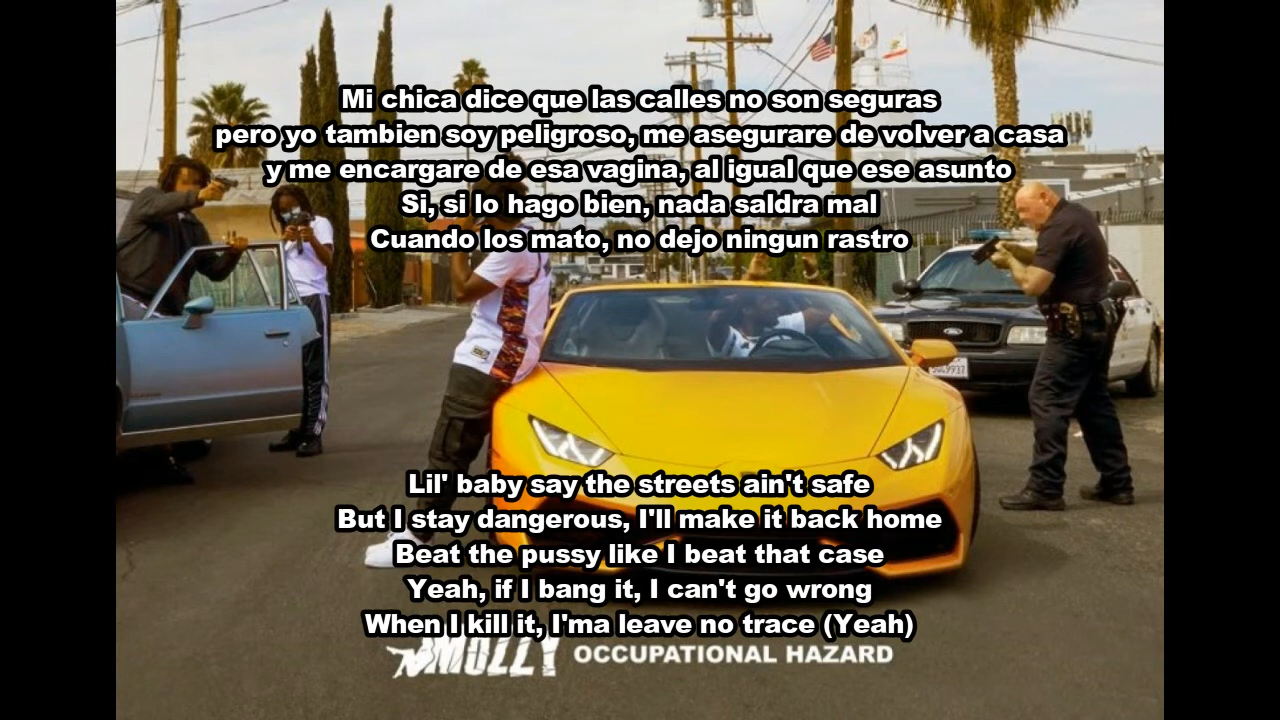 Mi chica dice que las calles no son seguras
pero yo tambien soy peligroso, me asegurare de volver a casa
y me encargare de esa vagina, al igual que ese asunto
Si, si lo hago bien, nada saldra mal
Cuando los mato, no dejo ningun rastro
Lil' baby say the streets ain't safe
But I stay dangerous, I'll make it back home
Beat the pussy like I beat that case
Yeah, if I bang it, I can't go wrong
When I kill it, I'ma leave no trace (Yeah)
MOZZY OCCUPATIONAL HAZARD